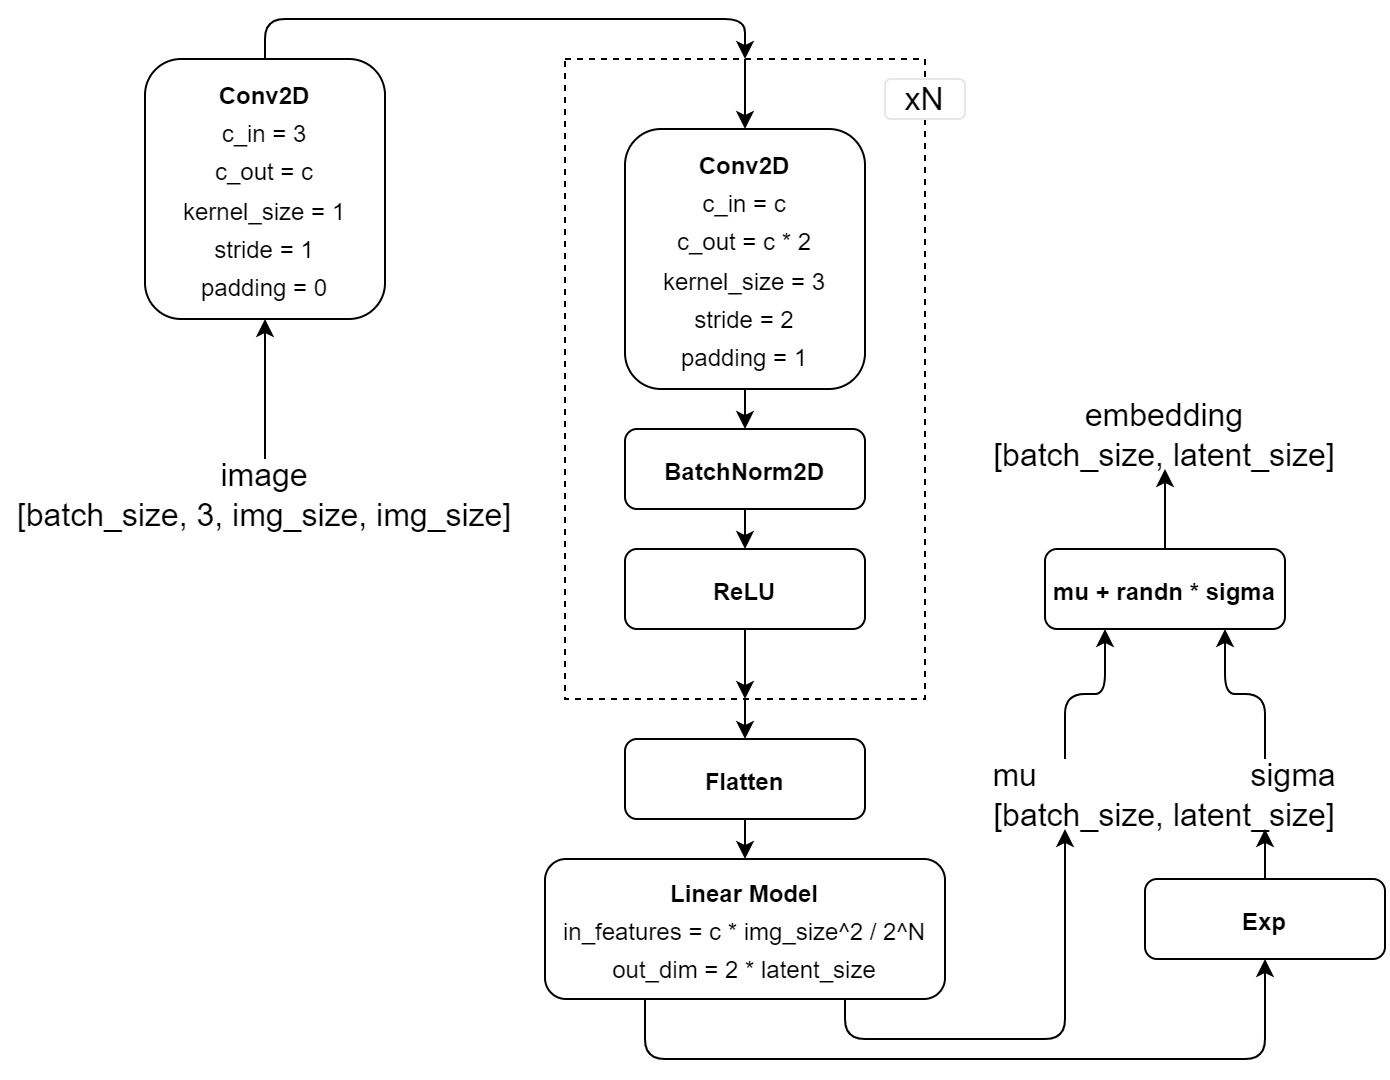 Conv2D
c_in = 3
c_out = c
kernel_size = 1
stride = 1
padding = 0
image
[batch_size, 3, img_size, img_size]
xN
Conv2D
c_in = c
c_out = c * 2
kernel_size = 3
stride = 2
padding = 1
BatchNorm2D
ReLU
Flatten
Linear Model
in_features = c * img_size^2 / 2^N
out_dim = 2 * latent_size
embedding
[batch_size, latent_size]
mu + randn * sigma
mu sigma
[batch_size, latent_size]
Exp